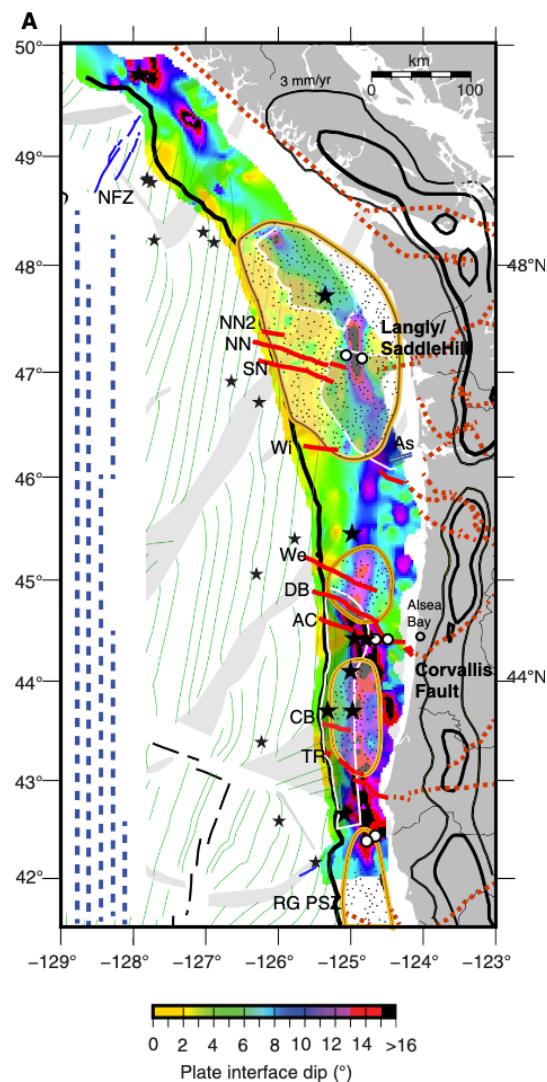 A
50°
km
3 mm/yr
0 100
49°
NFZ
48°
48°N
NN2
NN
SN
Langly/
SaddleHill
47°
Wi
As
46°
We
DB
AC
45°
Alsea
Bay
44°
44°N
Corvallis
Fault
CB
TR
43°
42°
RG PSZ
−129 −128° −127° −126° −125° −124° −123°
0 2 4 6 8 10 12 14 >16
Plate interface dip (°)